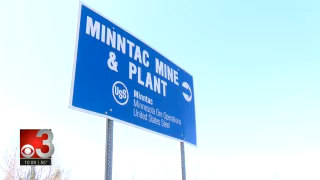 MINNTAC MINE
& PLANT
USS
Minntac
Minnesota Ore Operations
United States Steel
3